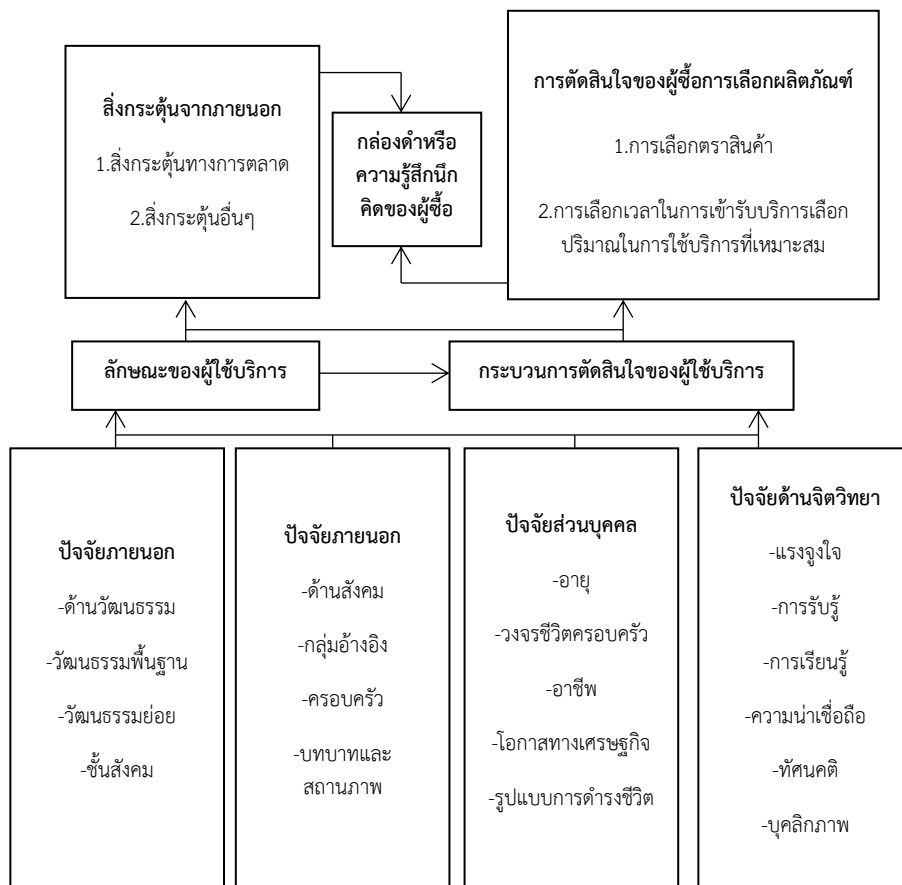 สิ่งกระตุ้นจากภายนอก
1.สิ่งกระตุ้นทางการตลาด
2.สิ่งกระตุ้นอื่นๆ
กล่องดำหรือ
ความรู้สึกนึก
คิดของผู้ซื้อ
การตัดสินใจของผู้ซื้อการเลือกผลิตภัณฑ์
1.การเลือกตราสินค้า
2.การเลือกเวลาในการเข้ารับบริการเลือก
ปริมาณในการใช้บริการที่เหมาะสม
ลักษณะของผู้ใช้บริการ
กระบวนการตัดสินใจของผู้ใช้บริการ
ปัจจัยภายนอก
-ด้านวัฒนธรรม
-วัฒนธรรมพื้นฐาน
-วัฒนธรรมย่อย
-ชั้นสังคม
ปัจจัยภายนอก
-ด้านสังคม
-กลุ่มอ้างอิง
-ครอบครัว
-บทบาทและ
สถานภาพ
ปัจจัยส่วนบุคคล
-อายุ
-วงจรชีวิตครอบครัว
-อาชีพ
-โอกาสทางเศรษฐกิจ
-รูปแบบการดำรงชีวิต
ปัจจัยด้านจิตวิทยา
-แรงจูงใจ
-การรับรู้
-การเรียนรู้
-ความน่าเชื่อถือ
-ทัศนคติ
-บุคลิกภาพ